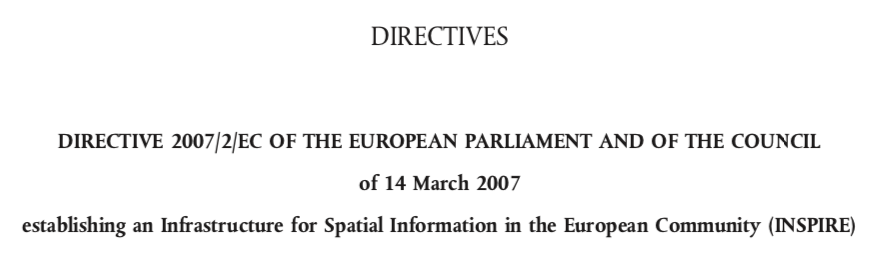 DIRECTIVES
DIRECTIVE 2007/2/EC OF THE EUROPEAN PARLIAMENT AND OF THE COUNCIL
of 14 March 2007
establishing an Infrastructure for Spatial Information in the European Community (INSPIRE)